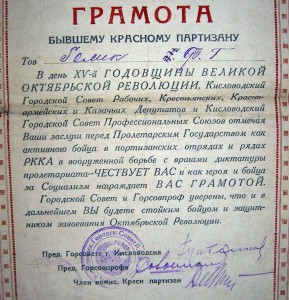 ГРАМОТА
БЫВШЕМУ КРАСНОМУ ПАРТИЗАНУ
Тов
В день XV-й ГОДОВЩИНЫ ВЕЛИКОЙ
ОКТЯБРЬСКОЙ РЕВОЛЮЦИИ, Кисловодский
Городской Совет Рабочих, Крестьянских, Красно-
армейских и Казачьих Депутатов и Кисловодский
Городской Совет Профессиональных Союзов отмечая
Ваши заслуги перед Пролетарским Государством как
активного бойца в партизанских отрядах и рядах
РККА в вооруженной борьбе с врагами диктатуры
пролетариата—ЧЕСТВУЕТ ВАС и как героя и бойца
за Социализм награждает ВАС ГРАМОТОЙ.
Городской Совет и Горсовпроф уверены, что и в
дальнейшем ВЫ будете стойким бойцом и защит-
ником завоевания Октябрьской Революции.
Пред. Горсовета г. Кисловодска
Пред. Горсовпрофа
Член комис. Красн партизан